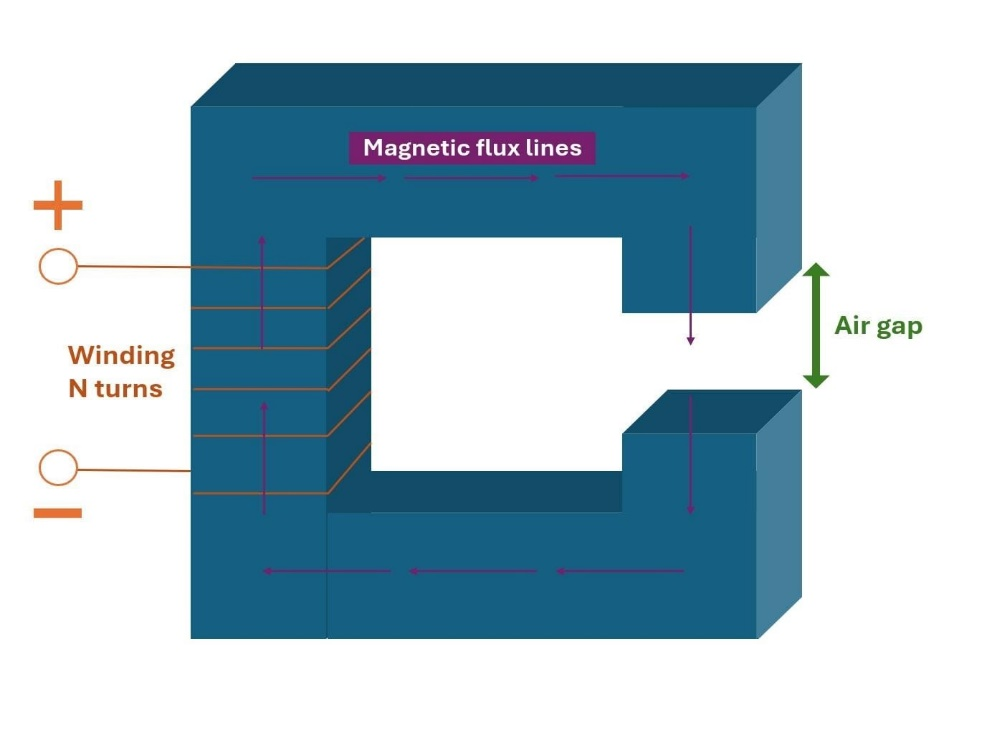 Magnetic flux lines
+
Winding
N turns
Air gap
−